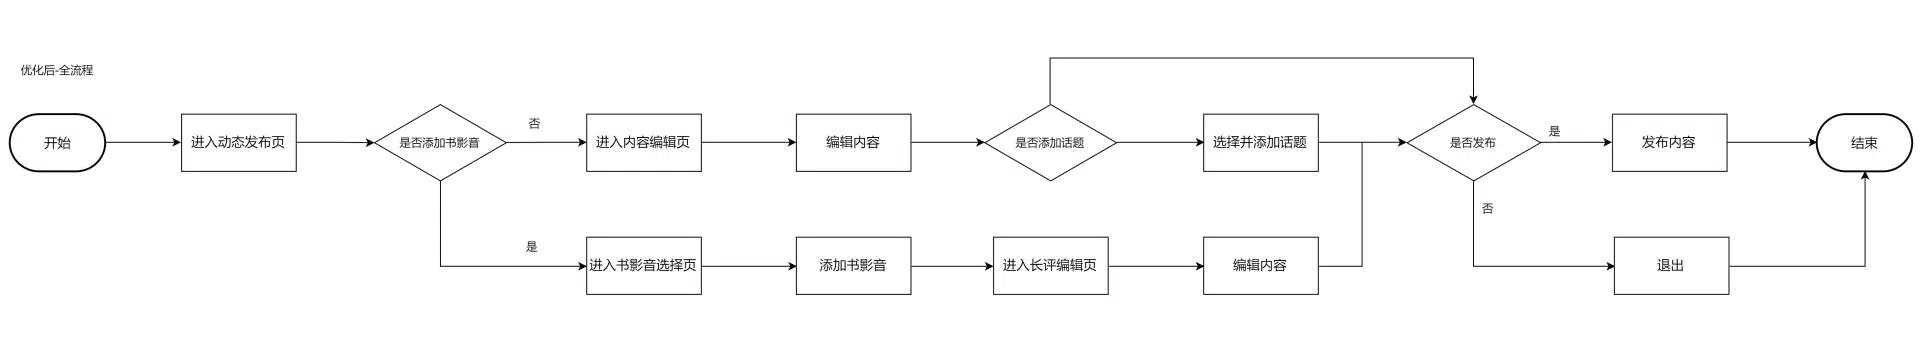 优化后-全流程
开始
进入动态发布页
是否添加书影音
否
进入内容编辑页
编辑内容
是否添加话题
选择并添加话题
是否发布
是
发布内容
结束
是
进入书影音选择页
添加书影音
进入长评编辑页
编辑内容
否
退出